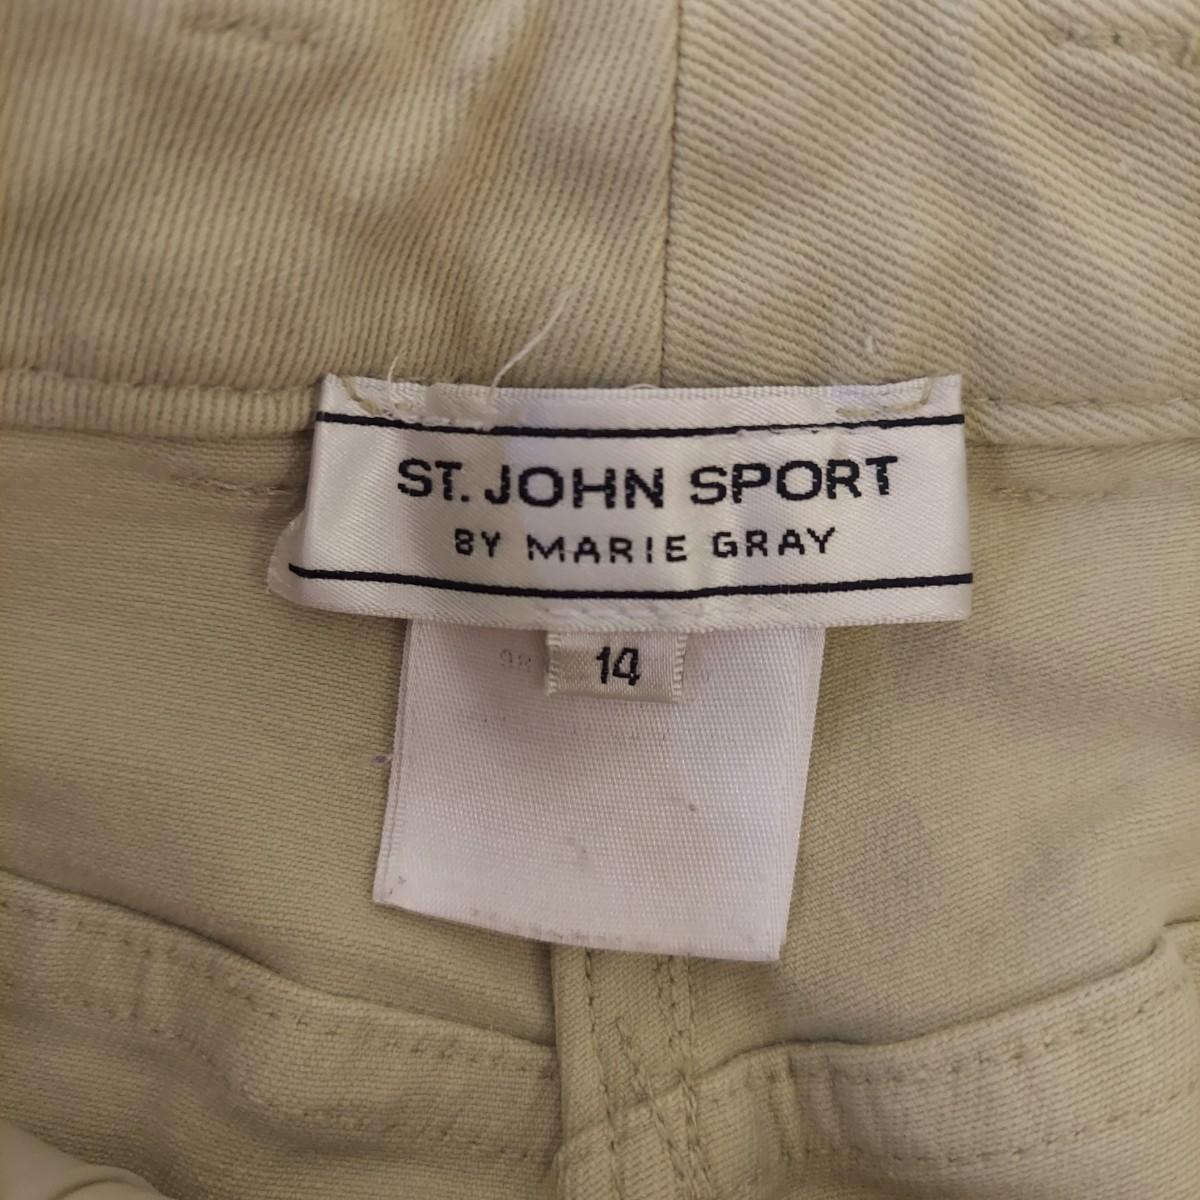 ST. JOHN SPORT
BY MARIE GRAY
14